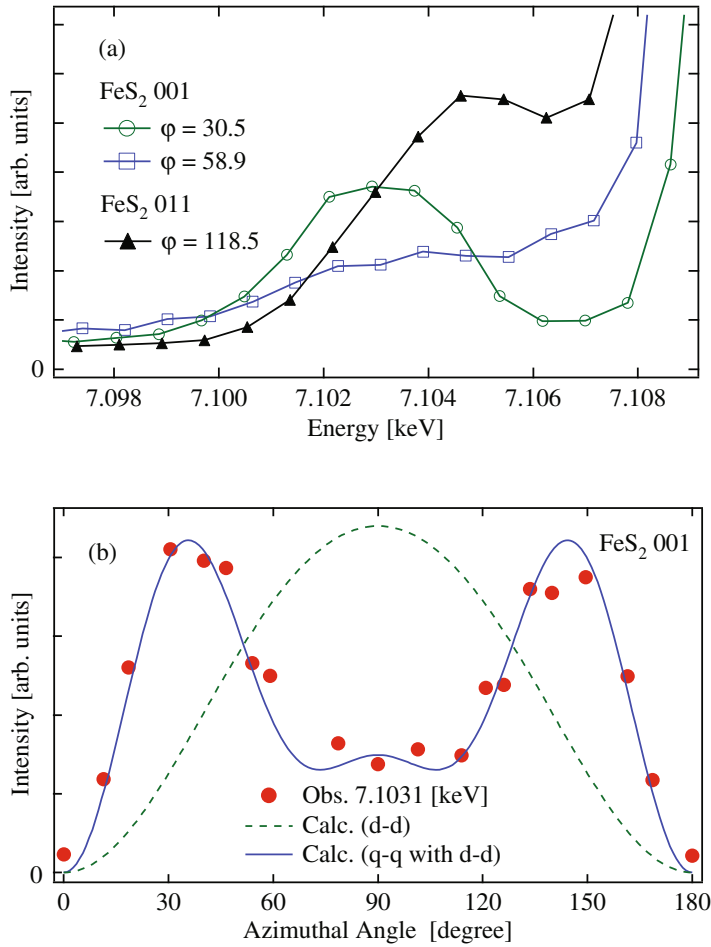 (a)
FeS2 001
φ = 30.5
φ = 58.9
FeS2 011
φ = 118.5
Intensity [arb. units]
0
7.098 7.100 7.102 7.104 7.106 7.108
Energy [keV]
(b)
FeS2 001
Intensity [arb. units]
Obs. 7.1031 [keV]
Calc. (d-d)
Calc. (q-q with d-d)
0
0 30 60 90 120 150 180
Azimuthal Angle [degree]